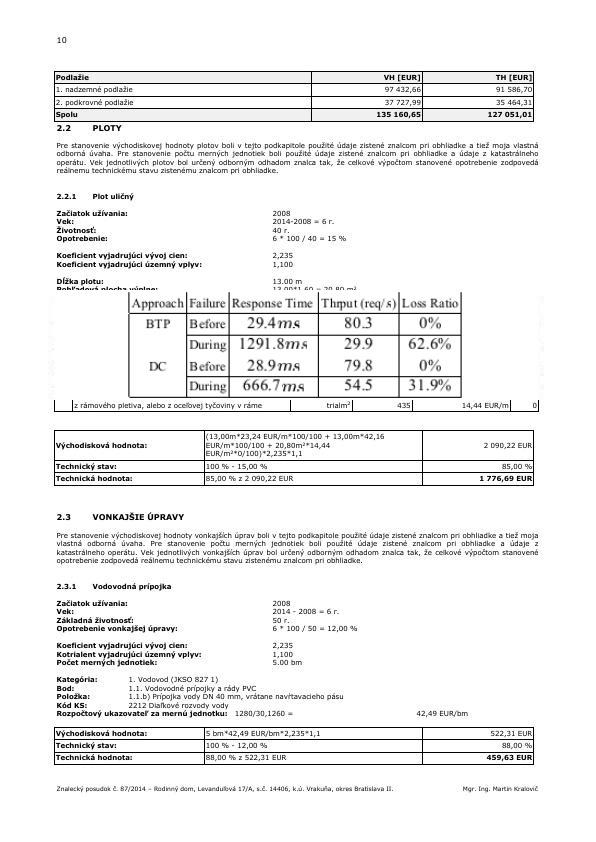 10
Podlažie VH [EUR] TH [EUR]
1. nadzemné podlažie 97 432,66 91 586,70
2. podkrovné podlažie 37 727,99 35 464,31
Spolu 135 160,65 127 051,01
2.2 PLOTY
Pre stanovenie východiskovej hodnoty plotov boli v tejto podkapitole použité údaje zistené znalcom pri obhliadke a tiež moja vlastná
odborná úvaha. Pre stanovenie počtu merných jednotiek boli použité údaje zistené znalcom pri obhliadke a údaje z katastrálneho
operátu. Vek jednotlivých plotov bol určený odborným odhadom znalca tak, že celkové výpočtom stanovené opotrebenie zodpovedá
reálnemu technickému stavu zistenému znalcom pri obhliadke.
2.2.1 Plot uličný
Začiatok užívania: 2008
Vek: 2014-2008 = 6 r.
Životnosť: 40 r.
Opotrebenie: 6 * 100 / 40 = 15 %
Koeficient vyjadrujúci vývoj cien: 2,235
Koeficient vyjadrujúci územný vplyv: 1,100
Dĺžka plotu: 13.00 m
Pohľadová plocha výplne: 13,00*1,60 = 20,80 m²
Approach Failure Response Time Thrput (req/s) Loss Ratio
BTP Before 29.4ms 80.3 0%
During 1291.8ms 29.9 62.6%
DC Before 28.9ms 79.8 0%
During 666.7ms 54.5 31.9%
z rámového pletiva, alebo z oceľovej tyčoviny v ráme trialm² 435 14,44 EUR/m 0
Východisková hodnota: (13,00m*23,24 EUR/m*100/100 + 13,00m*42,16
EUR/m*100/100 + 20,80m²*14,44
EUR/m²*0/100)*2,235*1,1 2 090,22 EUR
Technický stav: 100 % - 15,00 % 85,00 %
Technická hodnota: 85,00 % z 2 090,22 EUR 1 776,69 EUR
2.3 VONKAJŠIE ÚPRAVY
Pre stanovenie východiskovej hodnoty vonkajších úprav boli v tejto podkapitole použité údaje zistené znalcom pri obhliadke a tiež moja
vlastná odborná úvaha. Pre stanovenie počtu merných jednotiek boli použité údaje zistené znalcom pri obhliadke a údaje z
katastrálneho operátu. Vek jednotlivých vonkajších úprav bol určený odborným odhadom znalca tak, že celkové výpočtom stanovené
opotrebenie zodpovedá reálnemu technickému stavu zistenému znalcom pri obhliadke.
2.3.1 Vodovodná prípojka
Začiatok užívania: 2008
Vek: 2014 - 2008 = 6 r.
Základná životnosť: 50 r.
Opotrebenie vonkajšej úpravy: 6 * 100 / 50 = 12,00 %
Koeficient vyjadrujúci vývoj cien: 2,235
Kotrialent vyjadrujúci územný vplyv: 1,100
Počet merných jednotiek: 5.00 bm
Kategória: 1. Vodovod (JKSO 827 1)
Bod: 1.1. Vodovodné prípojky a rády PVC
Položka: 1.1.b) Prípojka vody DN 40 mm, vrátane navŕtavacieho pásu
Kód KS: 2212 Diaľkové rozvody vody
Rozpočtový ukazovateľ za mernú jednotku: 1280/30,1260 = 42,49 EUR/bm
Východisková hodnota: 5 bm*42,49 EUR/bm*2,235*1,1 522,31 EUR
Technický stav: 100 % - 12,00 % 88,00 %
Technická hodnota: 88,00 % z 522,31 EUR 459,63 EUR
Znalecký posudok č. 87/2014 – Rodinný dom, Levanduľová 17/A, s.č. 14406, k.ú. Vrakuňa, okres Bratislava II. Mgr. Ing. Martin Kralovič